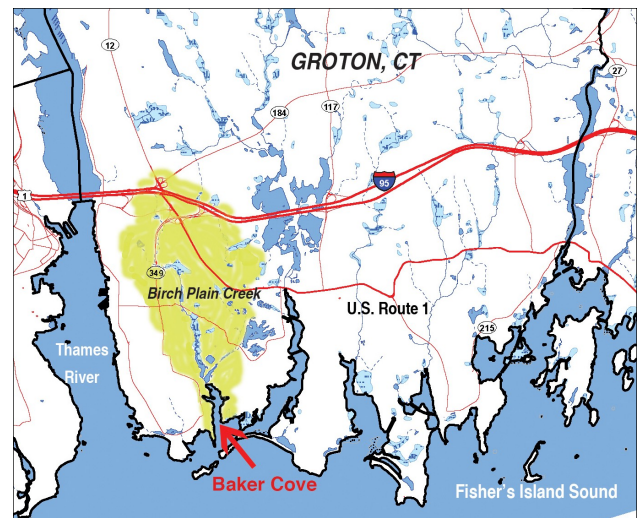 12
GROTON, CT
27
184
117
95
1
349
Birch Plain Creek
U.S. Route 1
215
Thames
River
Baker Cove
Fisher's Island Sound